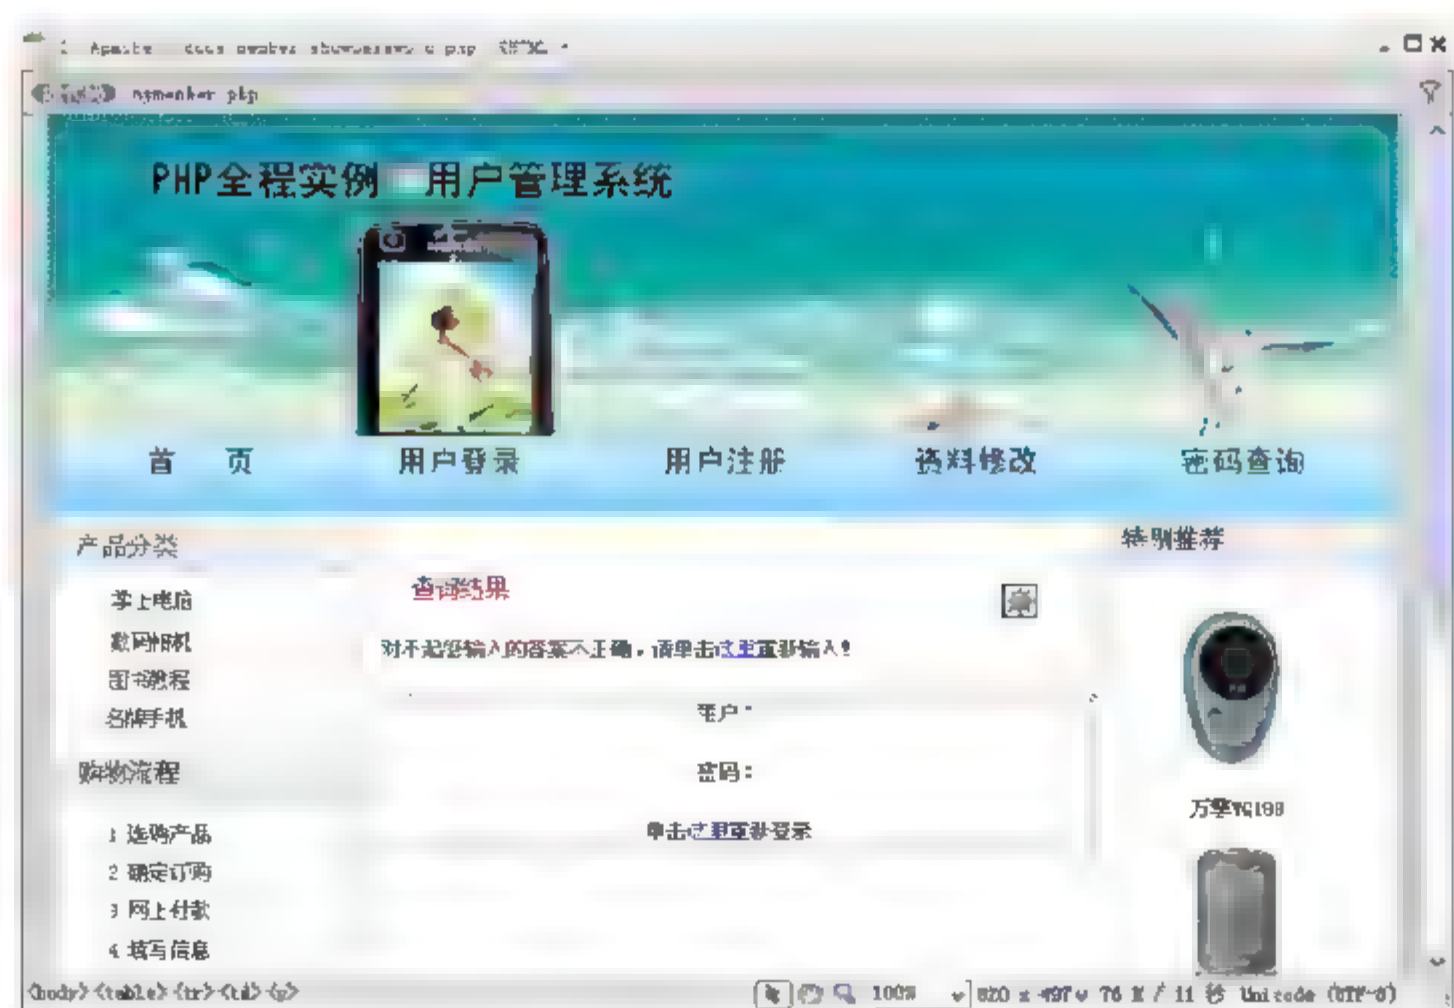 PHP全程实例 用户管理系统
首 页 用户登录 用户注册 资料修改 密码查询
产品分类
掌上电脑
数码相机
图书教程
名牌手机
购物流程
1 选购产品
2 确定订购
3 网上付款
4 填写信息
查询结果
对不起您输入的答案不正确，请单击这里重新输入!
账户:
密码:
单击这里重新登录
特别推荐
<body> <table> <tr> <td> <p>
100% 820 x 497 76 K / 11 秒 Unicode (UTF-8)